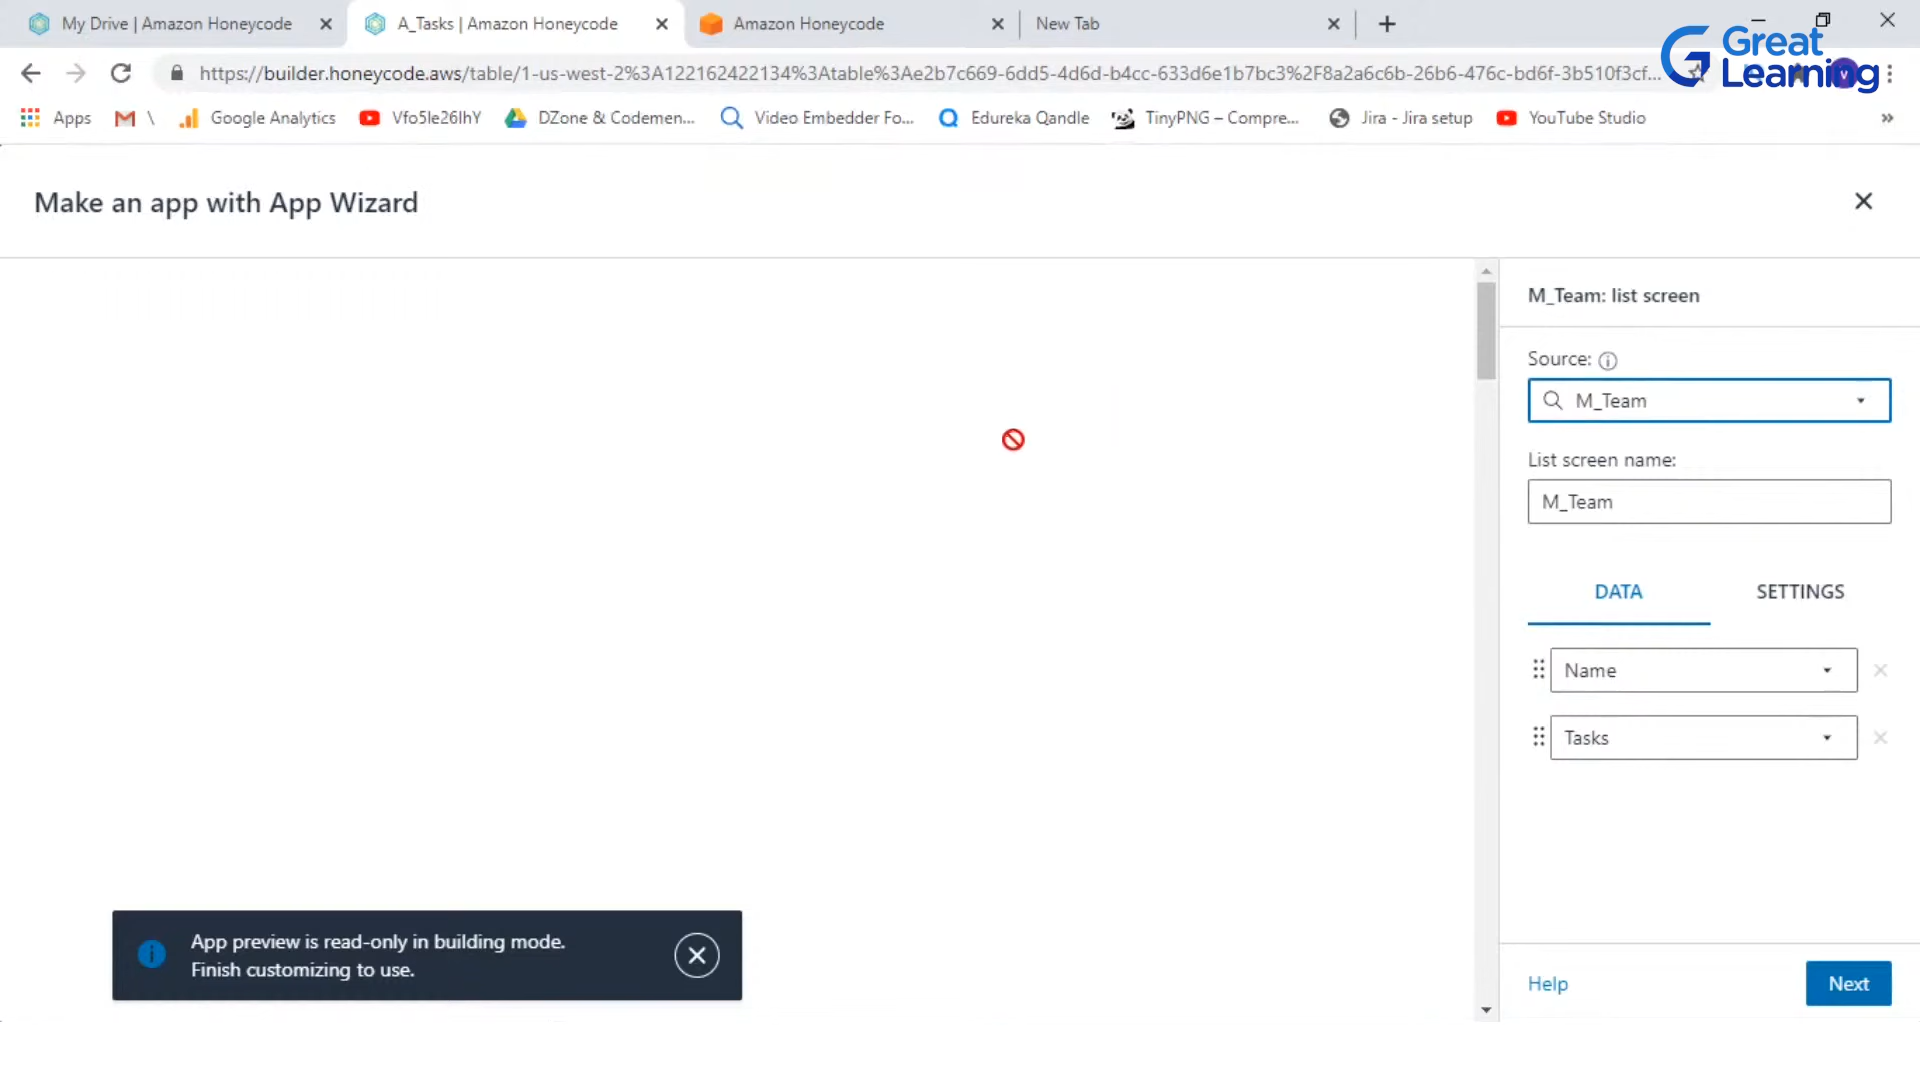 My Drive | Amazon Honeycode
A_Tasks | Amazon Honeycode
Amazon Honeycode
New Tab
Great
Learning
https://builder.honeycode.aws/table/1-us-west-2%3A122162422134%3Atable%3Ae2b7c669-6dd5-4d6d-b4cc-633d6e1b7bc3%2F8a2a6c6b-26b6-476c-bd6f-3b510f3cf...
Apps
\
Google Analytics
Vfo5Ie26IhY
DZone & Codemen...
Video Embedder Fo...
Edureka Qandle
TinyPNG – Compre...
Jira - Jira setup
YouTube Studio
»
Make an app with App Wizard
M_Team: list screen
Source:
M_Team
List screen name:
M_Team
DATA
SETTINGS
Name
Tasks
App preview is read-only in building mode.
Finish customizing to use.
Help
Next